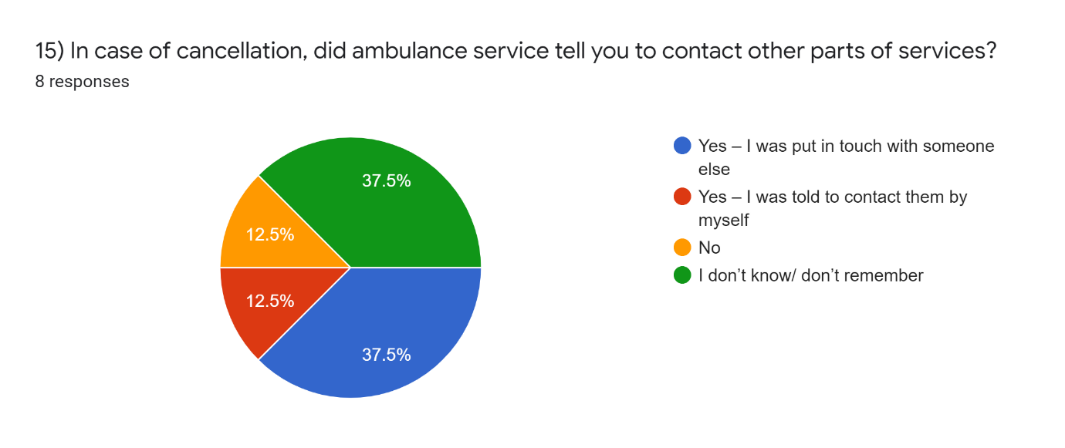 15) In case of cancellation, did ambulance service tell you to contact other parts of services?
8 responses
37.5%
12.5%
12.5%
37.5%
Yes – I was put in touch with someone
else
Yes – I was told to contact them by
myself
No
I don’t know/ don’t remember